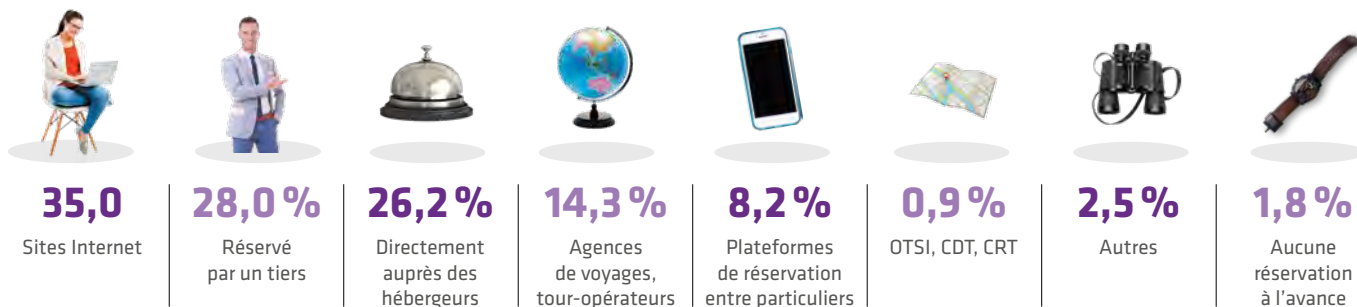 35,0
Sites Internet
28,0 %
Réservé
par un tiers
26,2 %
Directement
auprès des
hébergeurs
14,3 %
Agences
de voyages,
tour-opérateurs
8,2 %
Plateformes
de réservation
entre particuliers
0,9 %
OTSI, CDT, CRT
2,5 %
Autres
1,8 %
Aucune
réservation
à l'avance